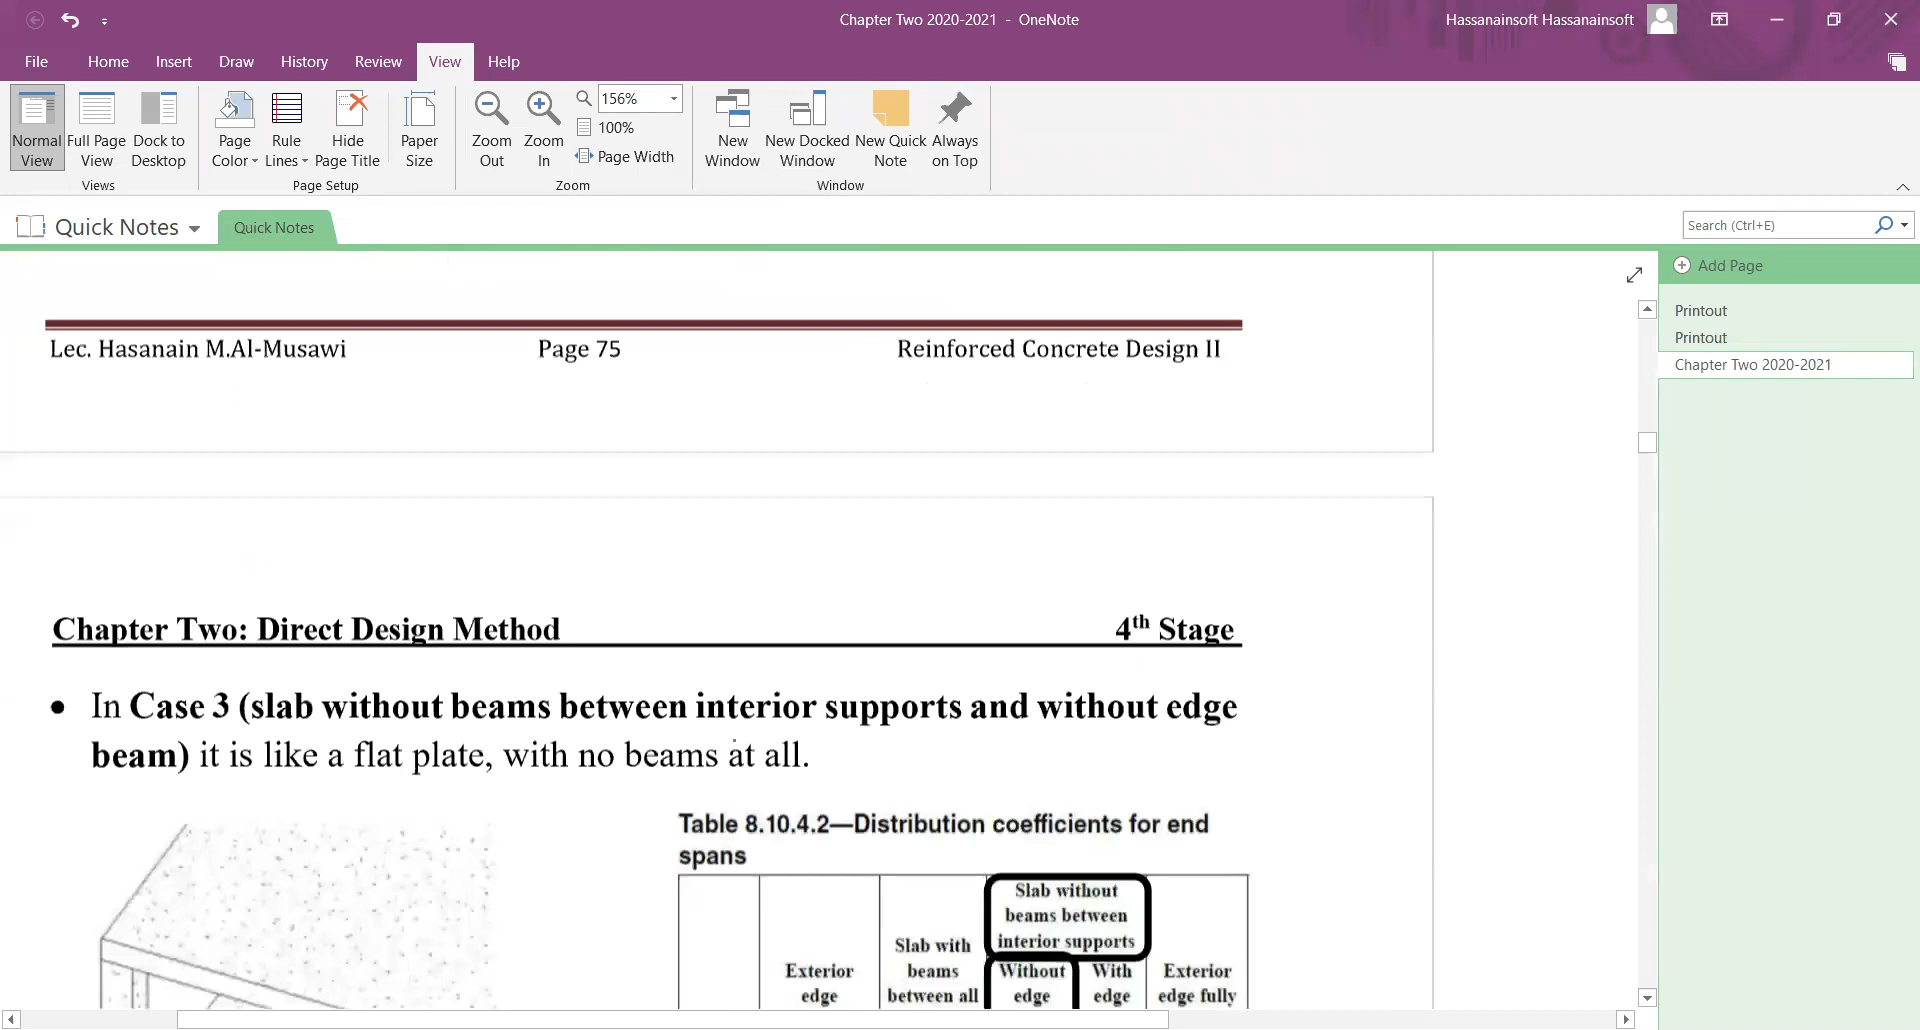 Chapter Two 2020-2021 - OneNote
Hassanainsoft Hassanainsoft
File Home Insert Draw History Review View Help
Normal View
Full Page View
Dock to Desktop
Views
Page Color
Rule Lines
Hide Page Title
Paper Size
Page Setup
Zoom Out
Zoom In
156%
100%
Page Width
Zoom
New Window
New Docked Window
New Quick Note
Always on Top
Window
Quick Notes
Quick Notes
Search (Ctrl+E)
Add Page
Printout
Printout
Chapter Two 2020-2021
Lec. Hasanain M.Al-Musawi Page 75 Reinforced Concrete Design II
Chapter Two: Direct Design Method 4th Stage
• In Case 3 (slab without beams between interior supports and without edge
beam) it is like a flat plate, with no beams at all.
Table 8.10.4.2—Distribution coefficients for end
spans
Exterior
edge
Slab with
beams
between all
Slab without
beams between
interior supports
Without
edge
With
edge
Exterior
edge fully